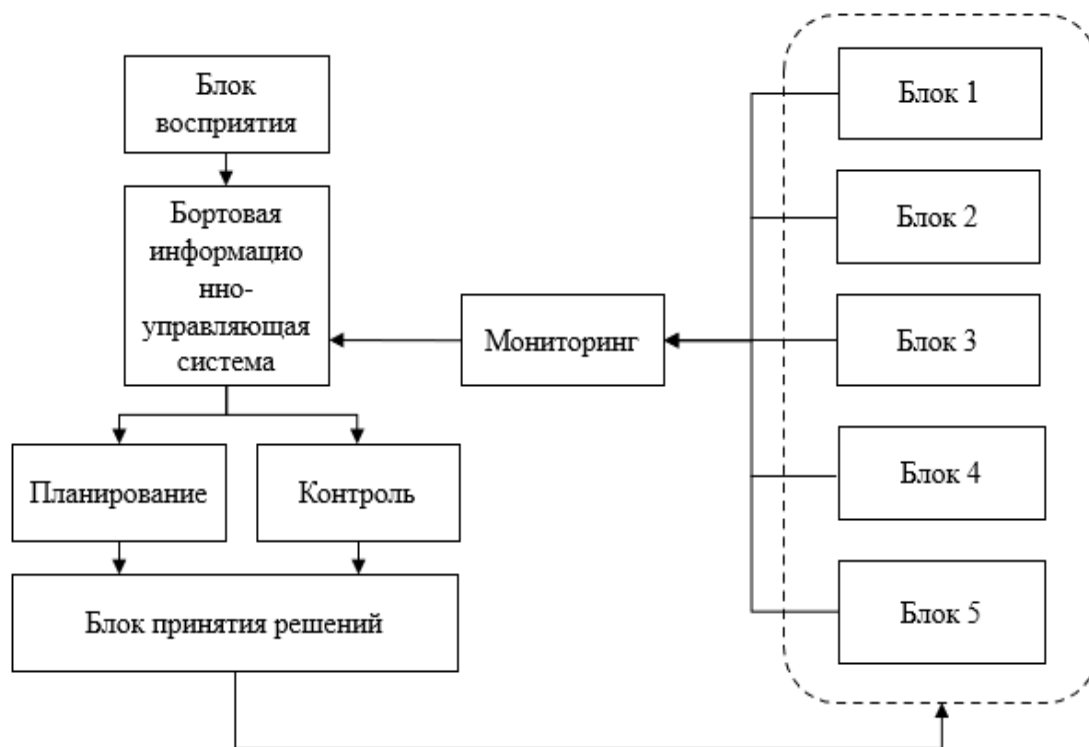 Блок
восприятия
Бортовая
информацио
нно-
управляющая
система
Мониторинг
Планирование
Контроль
Блок принятия решений
Блок 1
Блок 2
Блок 3
Блок 4
Блок 5